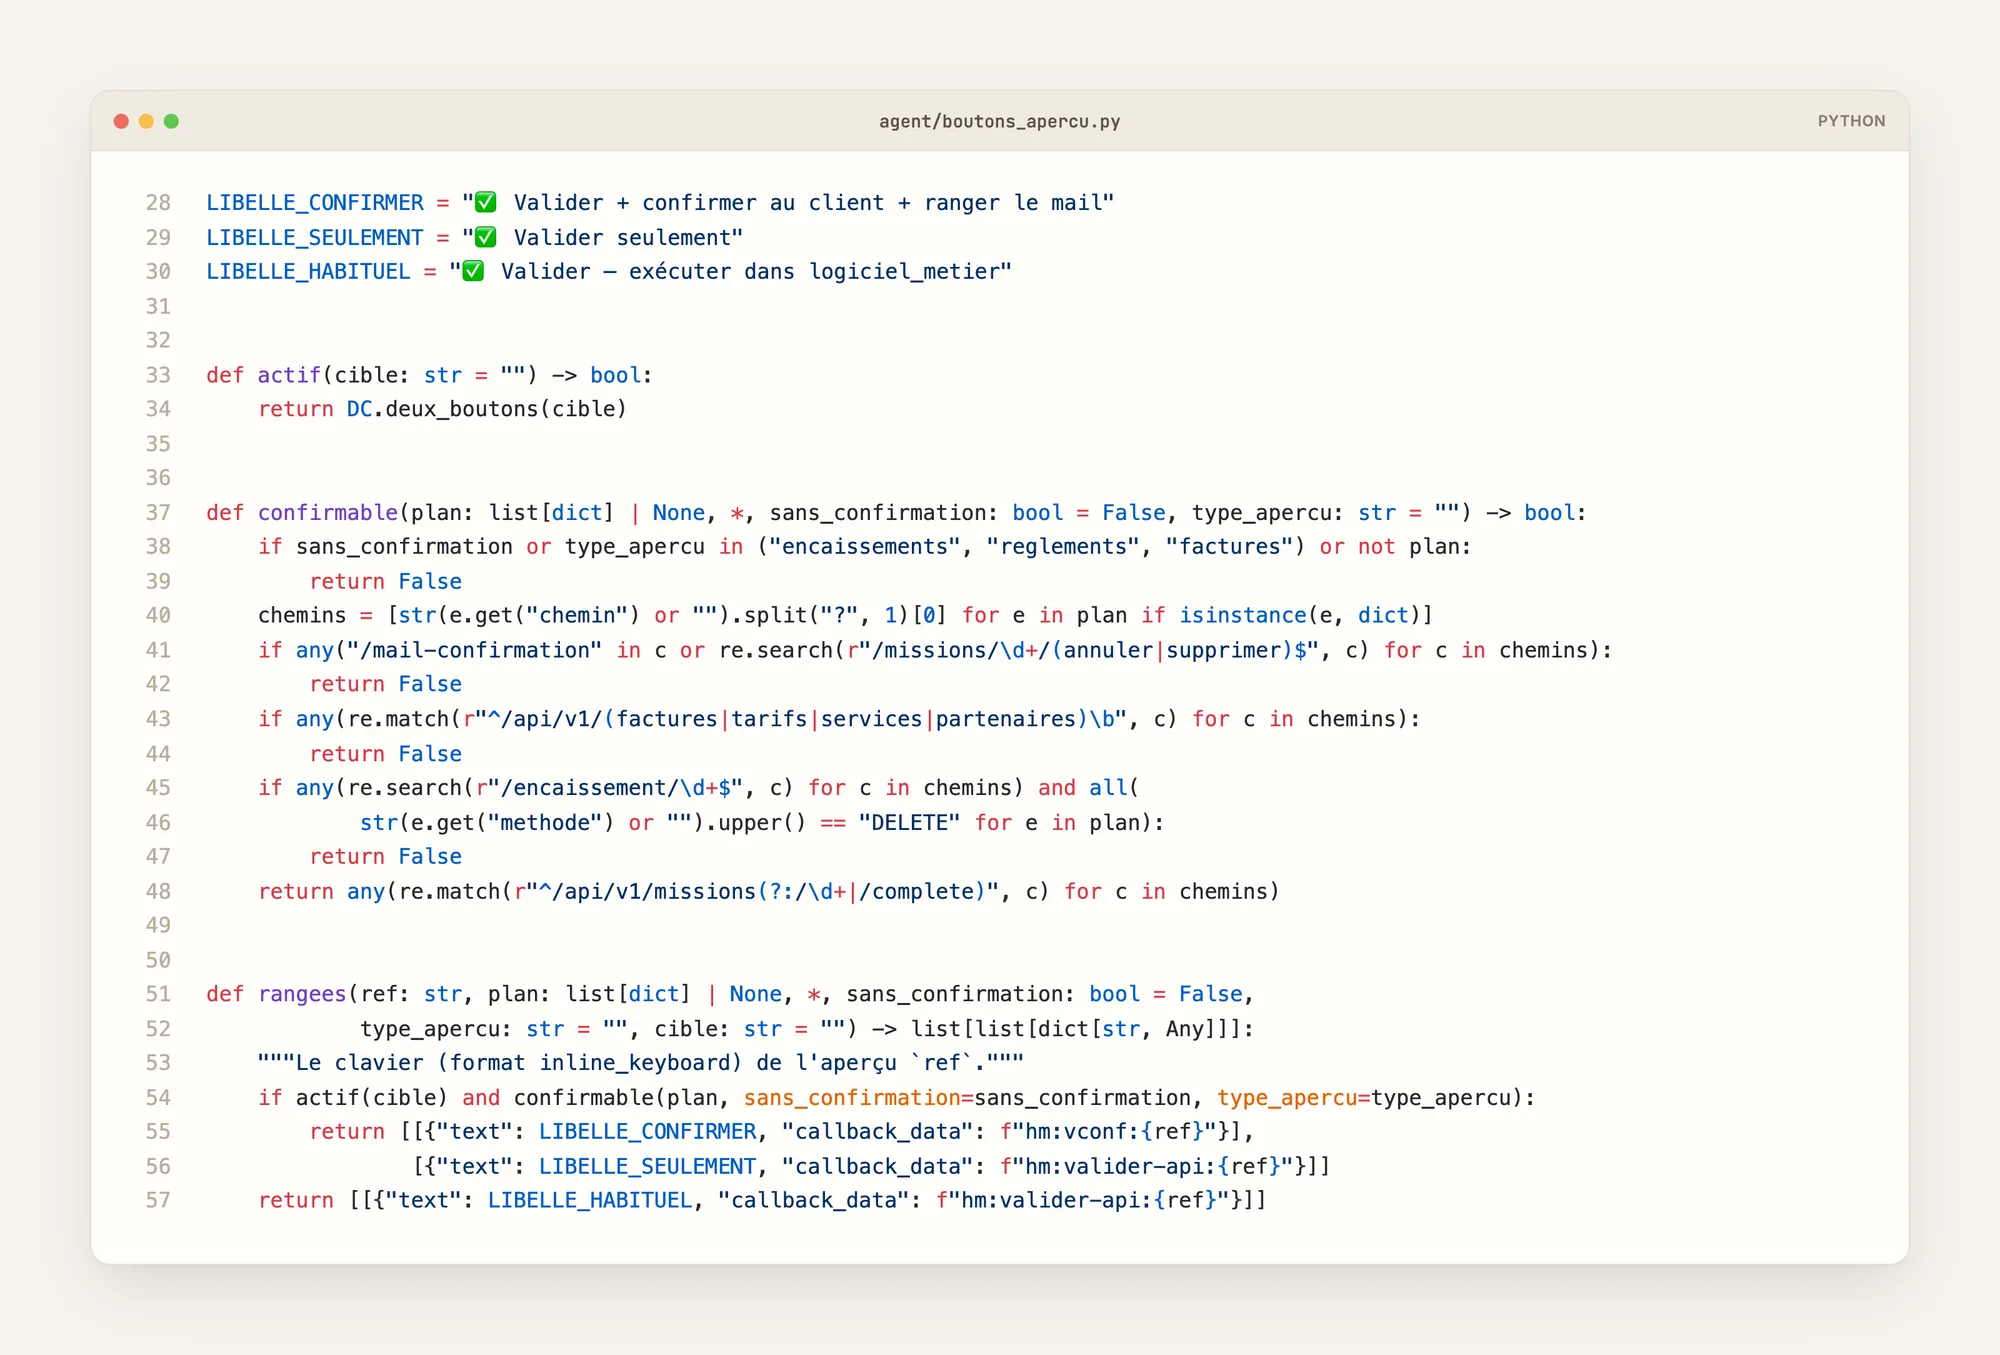 agent/boutons_apercu.py
PYTHON
28 LIBELLE_CONFIRMER = "✅ Valider + confirmer au client + ranger le mail"
29 LIBELLE_SEULEMENT = "✅ Valider seulement"
30 LIBELLE_HABITUEL = "✅ Valider — exécuter dans logiciel_metier"
31
32
33 def actif(cible: str = "") -> bool:
34     return DC.deux_boutons(cible)
35
36
37 def confirmable(plan: list[dict] | None, *, sans_confirmation: bool = False, type_apercu: str = "") -> bool:
38     if sans_confirmation or type_apercu in ("encaissements", "reglements", "factures") or not plan:
39         return False
40     chemins = [str(e.get("chemin") or "").split("?", 1)[0] for e in plan if isinstance(e, dict)]
41     if any("/mail-confirmation" in c or re.search(r"/missions/\d+/(annuler|supprimer)$", c) for c in chemins):
42         return False
43     if any(re.match(r"^/api/v1/(factures|tarifs|services|partenaires)\b", c) for c in chemins):
44         return False
45     if any(re.search(r"/encaissement/\d+$", c) for c in chemins) and all(
46             str(e.get("methode") or "").upper() == "DELETE" for e in plan):
47         return False
48     return any(re.match(r"^/api/v1/missions(?:/\d+|/complete)", c) for c in chemins)
49
50
51 def rangees(ref: str, plan: list[dict] | None, *, sans_confirmation: bool = False,
52             type_apercu: str = "", cible: str = "") -> list[list[dict[str, Any]]]:
53     """Le clavier (format inline_keyboard) de l'aperçu `ref`."""
54     if actif(cible) and confirmable(plan, sans_confirmation=sans_confirmation, type_apercu=type_apercu):
55         return [[{"text": LIBELLE_CONFIRMER, "callback_data": f"hm:vconf:{ref}"}],
56                 [{"text": LIBELLE_SEULEMENT, "callback_data": f"hm:valider-api:{ref}"}]]
57     return [[{"text": LIBELLE_HABITUEL, "callback_data": f"hm:valider-api:{ref}"}]]